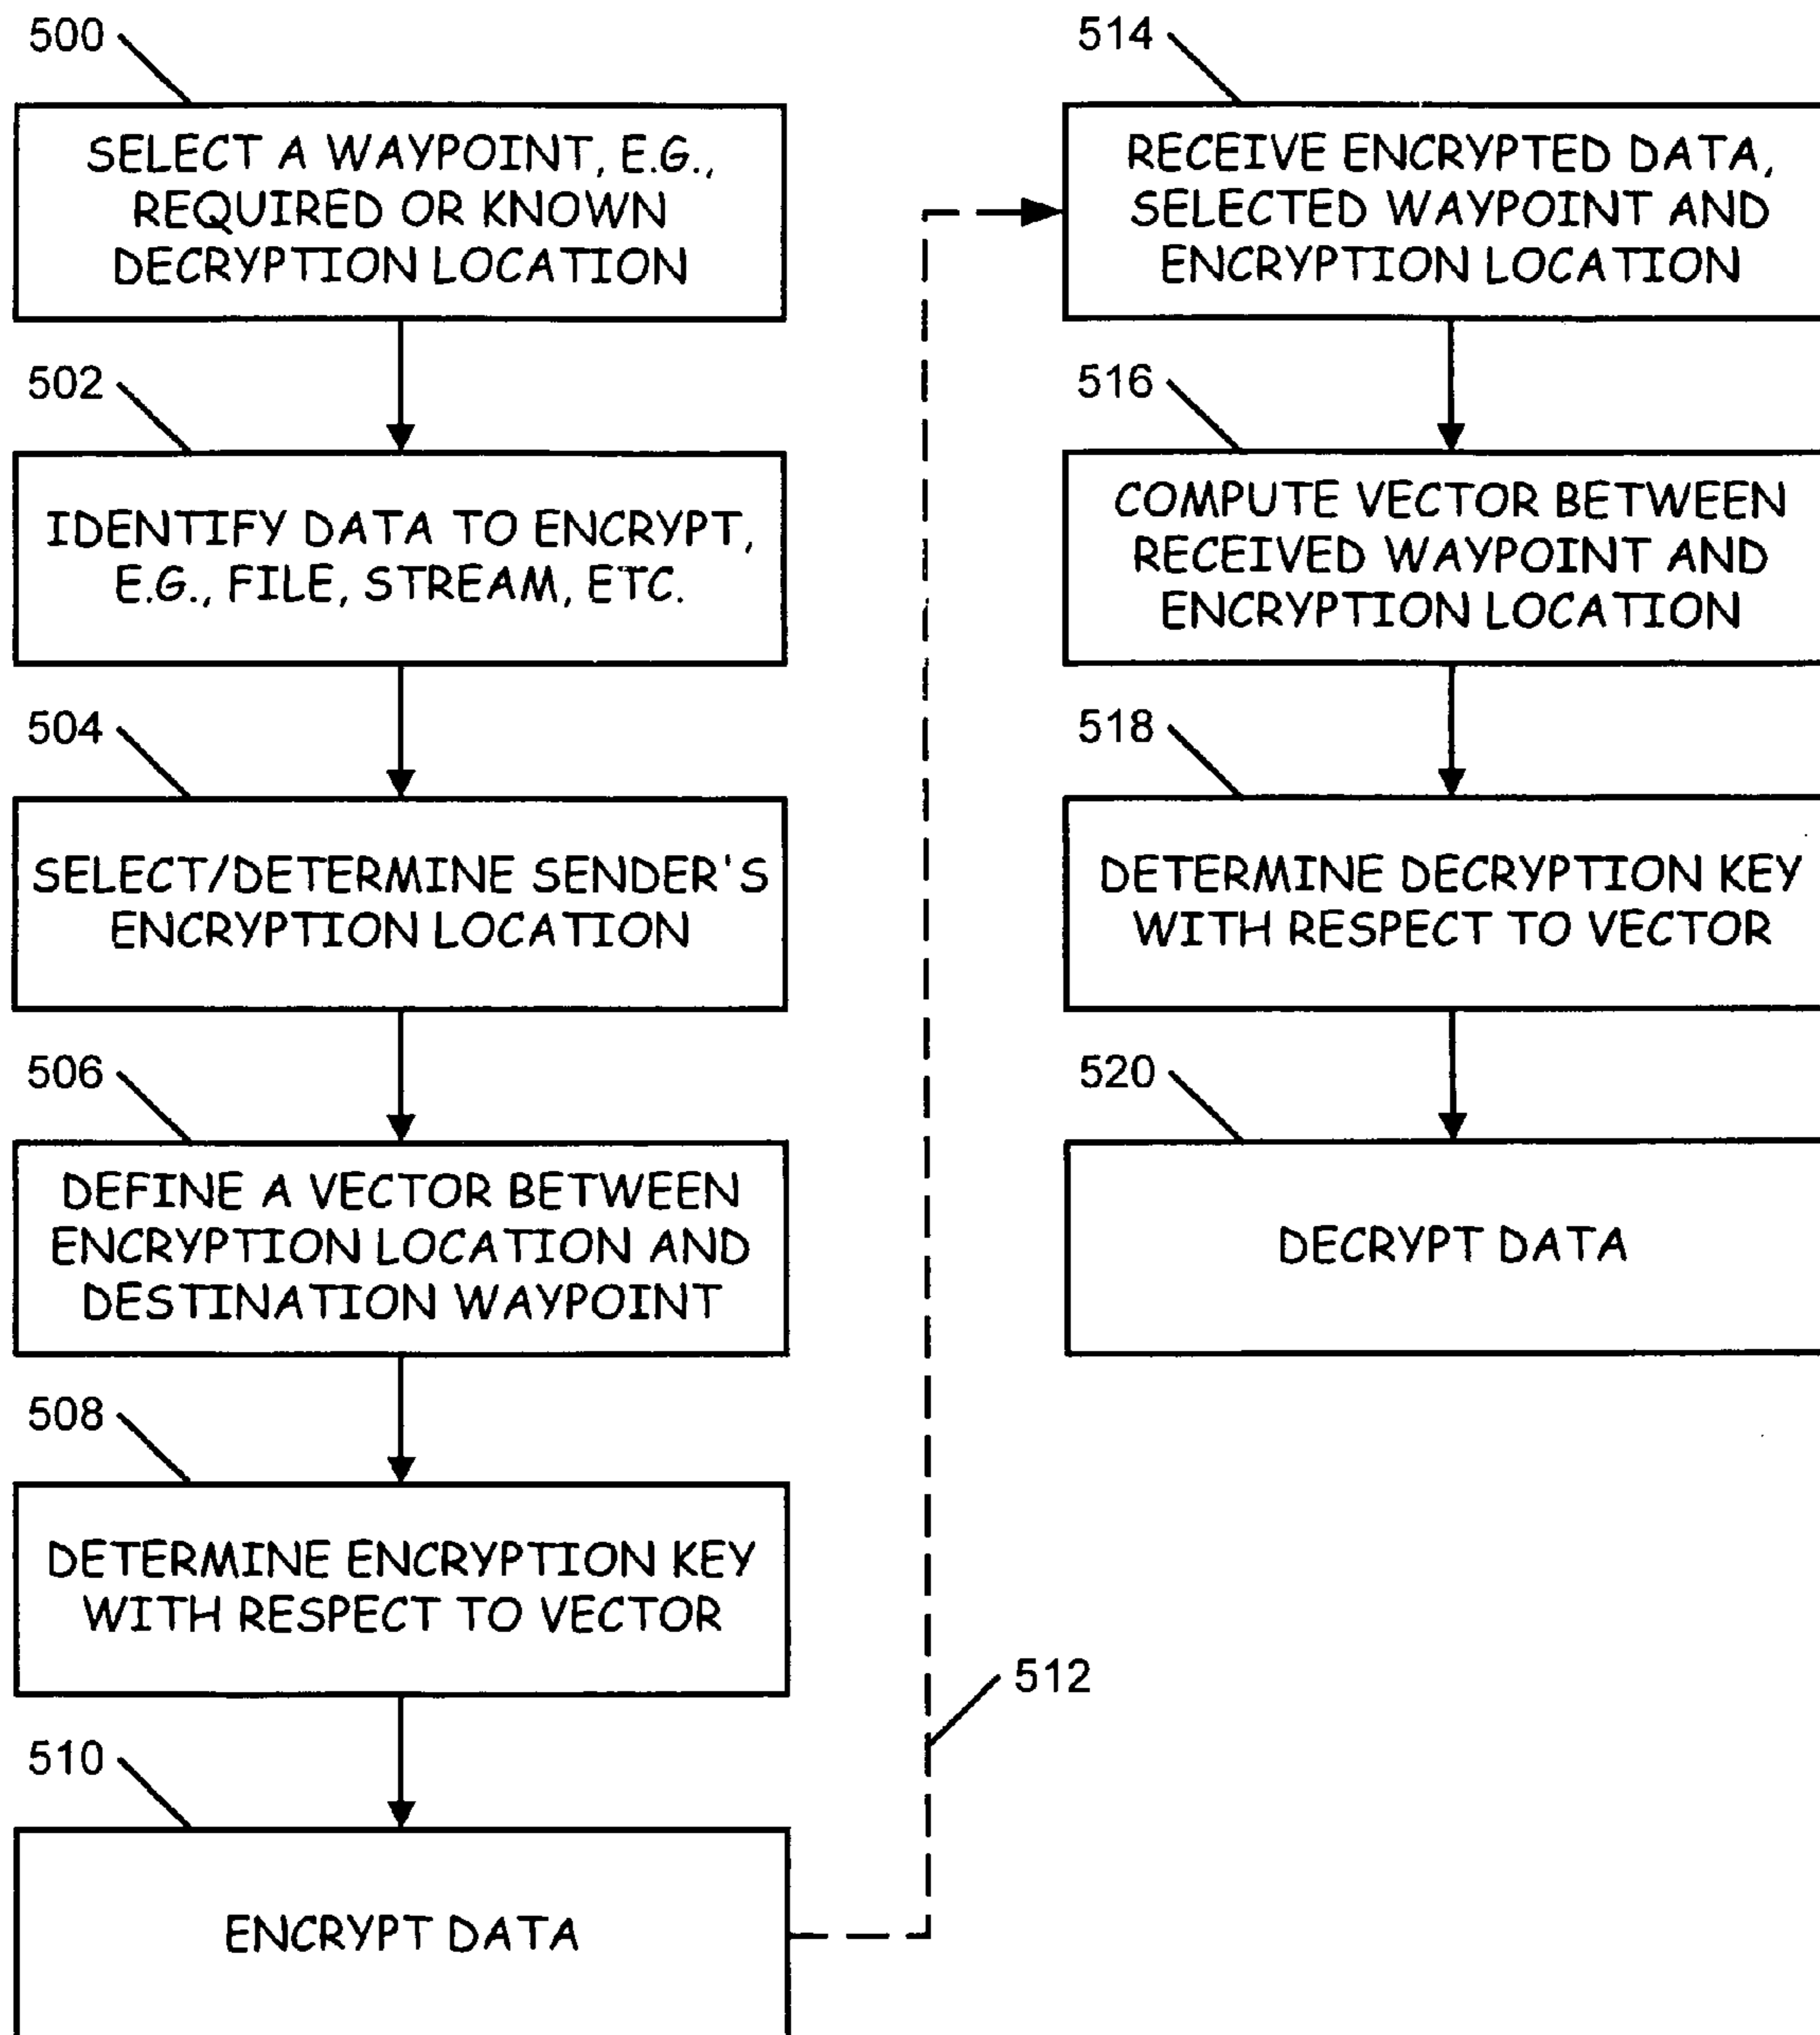 500
SELECT A WAYPOINT, E.G.,
REQUIRED OR KNOWN
DECRYPTION LOCATION
502
IDENTIFY DATA TO ENCRYPT,
E.G., FILE, STREAM, ETC.
504
SELECT/DETERMINE SENDER'S
ENCRYPTION LOCATION
506
DEFINE A VECTOR BETWEEN
ENCRYPTION LOCATION AND
DESTINATION WAYPOINT
508
DETERMINE ENCRYPTION KEY
WITH RESPECT TO VECTOR
510
ENCRYPT DATA
512
514
RECEIVE ENCRYPTED DATA,
SELECTED WAYPOINT AND
ENCRYPTION LOCATION
516
COMPUTE VECTOR BETWEEN
RECEIVED WAYPOINT AND
ENCRYPTION LOCATION
518
DETERMINE DECRYPTION KEY
WITH RESPECT TO VECTOR
520
DECRYPT DATA